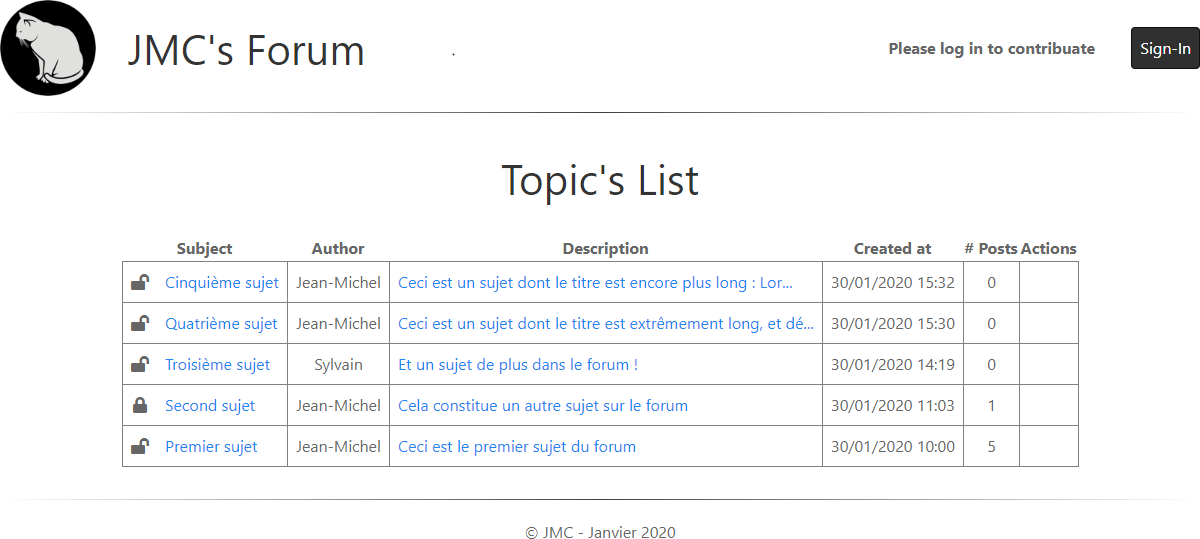 JMC's Forum . Please log in to contribuate Sign-In
Topic's List
Subject Author Description Created at # Posts Actions
Cinquième sujet Jean-Michel Ceci est un sujet dont le titre est encore plus long : Lor... 30/01/2020 15:32 0
Quatrième sujet Jean-Michel Ceci est un sujet dont le titre est extrêmement long, et dé... 30/01/2020 15:30 0
Troisième sujet Sylvain Et un sujet de plus dans le forum ! 30/01/2020 14:19 0
Second sujet Jean-Michel Cela constitue un autre sujet sur le forum 30/01/2020 11:03 1
Premier sujet Jean-Michel Ceci est le premier sujet du forum 30/01/2020 10:00 5
© JMC - Janvier 2020